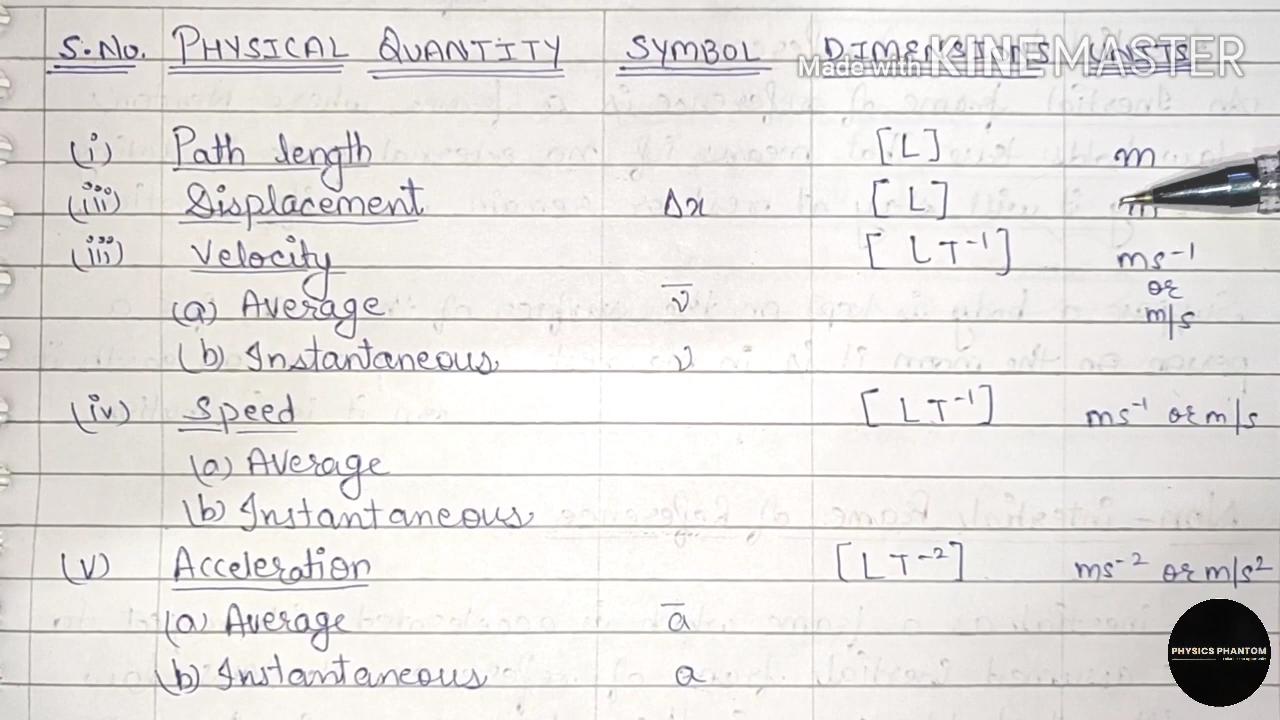 S.No. PHYSICAL QUANTITY SYMBOL DIMENSIONS UNITS
Made with KINEMASTER
(i) Path length [L] m
(iii) Displacement Δx [L] m
(iii) Velocity [LT⁻¹] ms⁻¹
or
(a) Average v̅ m/s
(b) Instantaneous v
(iv) Speed [LT⁻¹] ms⁻¹ or m/s
(a) Average
(b) Instantaneous
(v) Acceleration [LT⁻²] ms⁻² or m/s²
(a) Average a̅
(b) Instantaneous a
PHYSICS PHANTOM